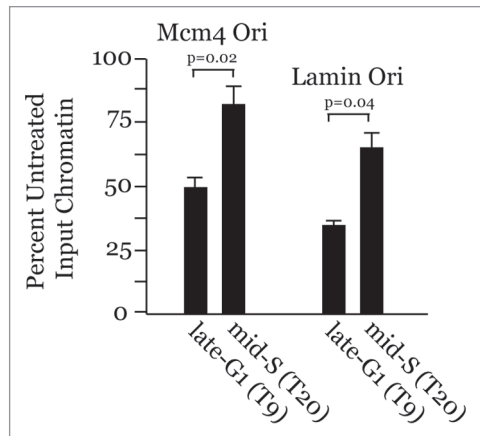 Mcm4 Ori
p=0.02
Lamin Ori
p=0.04
Percent Untreated
Input Chromatin
100
75
50
25
0
late-G1 (T9)
mid-S (T20)
late-G1 (T9)
mid-S (T20)